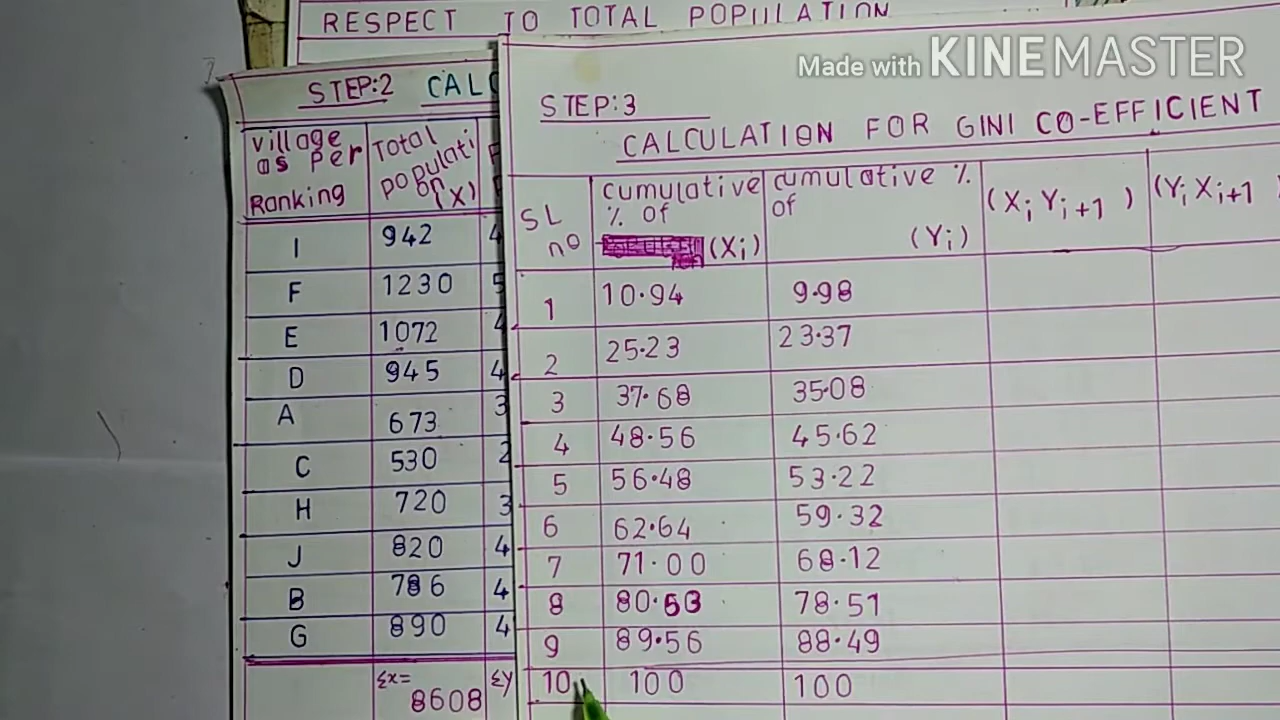 RESPECT TO TOTAL POPULATION
Made with KINEMASTER
STEP:2 CALC
Village as per Ranking
Total populati on (X)
I 942 4
F 1230 5
E 1072 4
D 945 4
A 673 3
C 530 2
H 720 3
J 820 4
B 786 4
G 890 4
Σx= 8608 Σy
STEP:3
CALCULATION FOR GINI CO-EFFICIENT
SL no
cumulative % of (Xi)
cumulative % of (Yi)
(Xi Yi+1)
(Yi Xi+1)
1 10.94 9.98
2 25.23 23.37
3 37.68 35.08
4 48.56 45.62
5 56.48 53.22
6 62.64 59.32
7 71.00 68.12
8 80.53 78.51
9 89.56 88.49
10 100 100